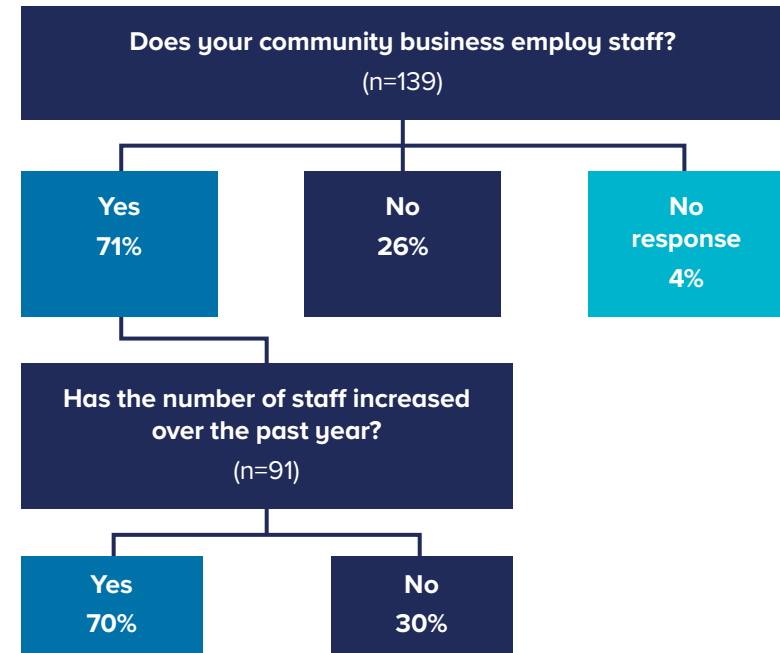 Does your community business employ staff?
(n=139)
Yes
71%
No
26%
No
response
4%
Has the number of staff increased
over the past year?
(n=91)
Yes
70%
No
30%